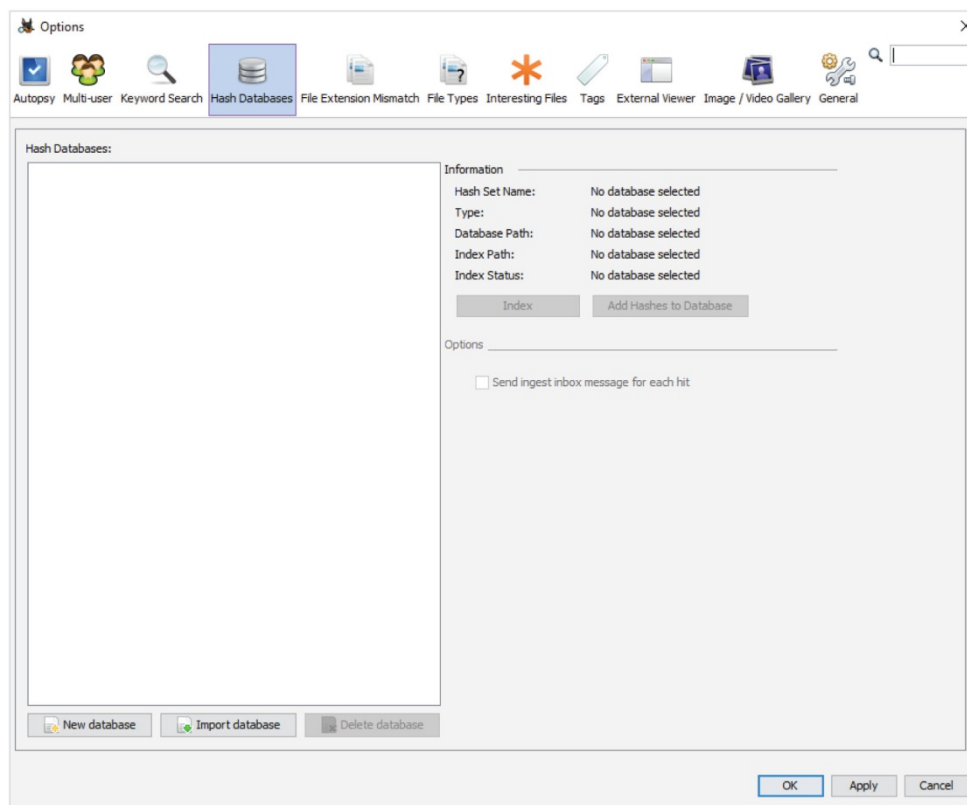 Options
Autopsy Multi-user Keyword Search Hash Databases File Extension Mismatch File Types Interesting Files Tags External Viewer Image / Video Gallery General
Hash Databases:
Information
Hash Set Name: No database selected
Type: No database selected
Database Path: No database selected
Index Path: No database selected
Index Status: No database selected
Index Add Hashes to Database
Options
Send ingest inbox message for each hit
New database Import database Delete database
OK Apply Cancel